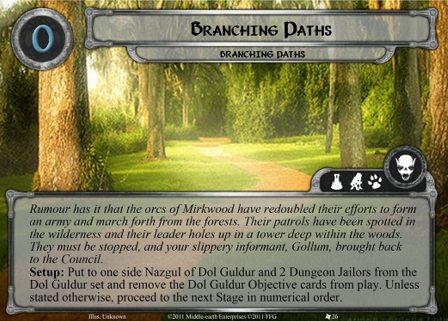 0
BRANCHING PATHS
BRANCHING PATHS
Rumour has it that the orcs of Mirkwood have redoubled their efforts to form
an army and march forth from the forests. Their patrols have been spotted
in the wilderness and their leader holes up in a tower deep within the woods.
They must be stopped, and your slippery informant, Gollum, brought back
to the Council.
Setup: Put to one side Nazgul of Dol Guldur and 2 Dungeon Jailors from the
Dol Guldur set and remove the Dol Guldur Objective cards from play. Unless
stated otherwise, proceed to the next Stage in numerical order.
Illus. Unknown ©2011 Middle-earth Enterprises ©2011 FFG 26